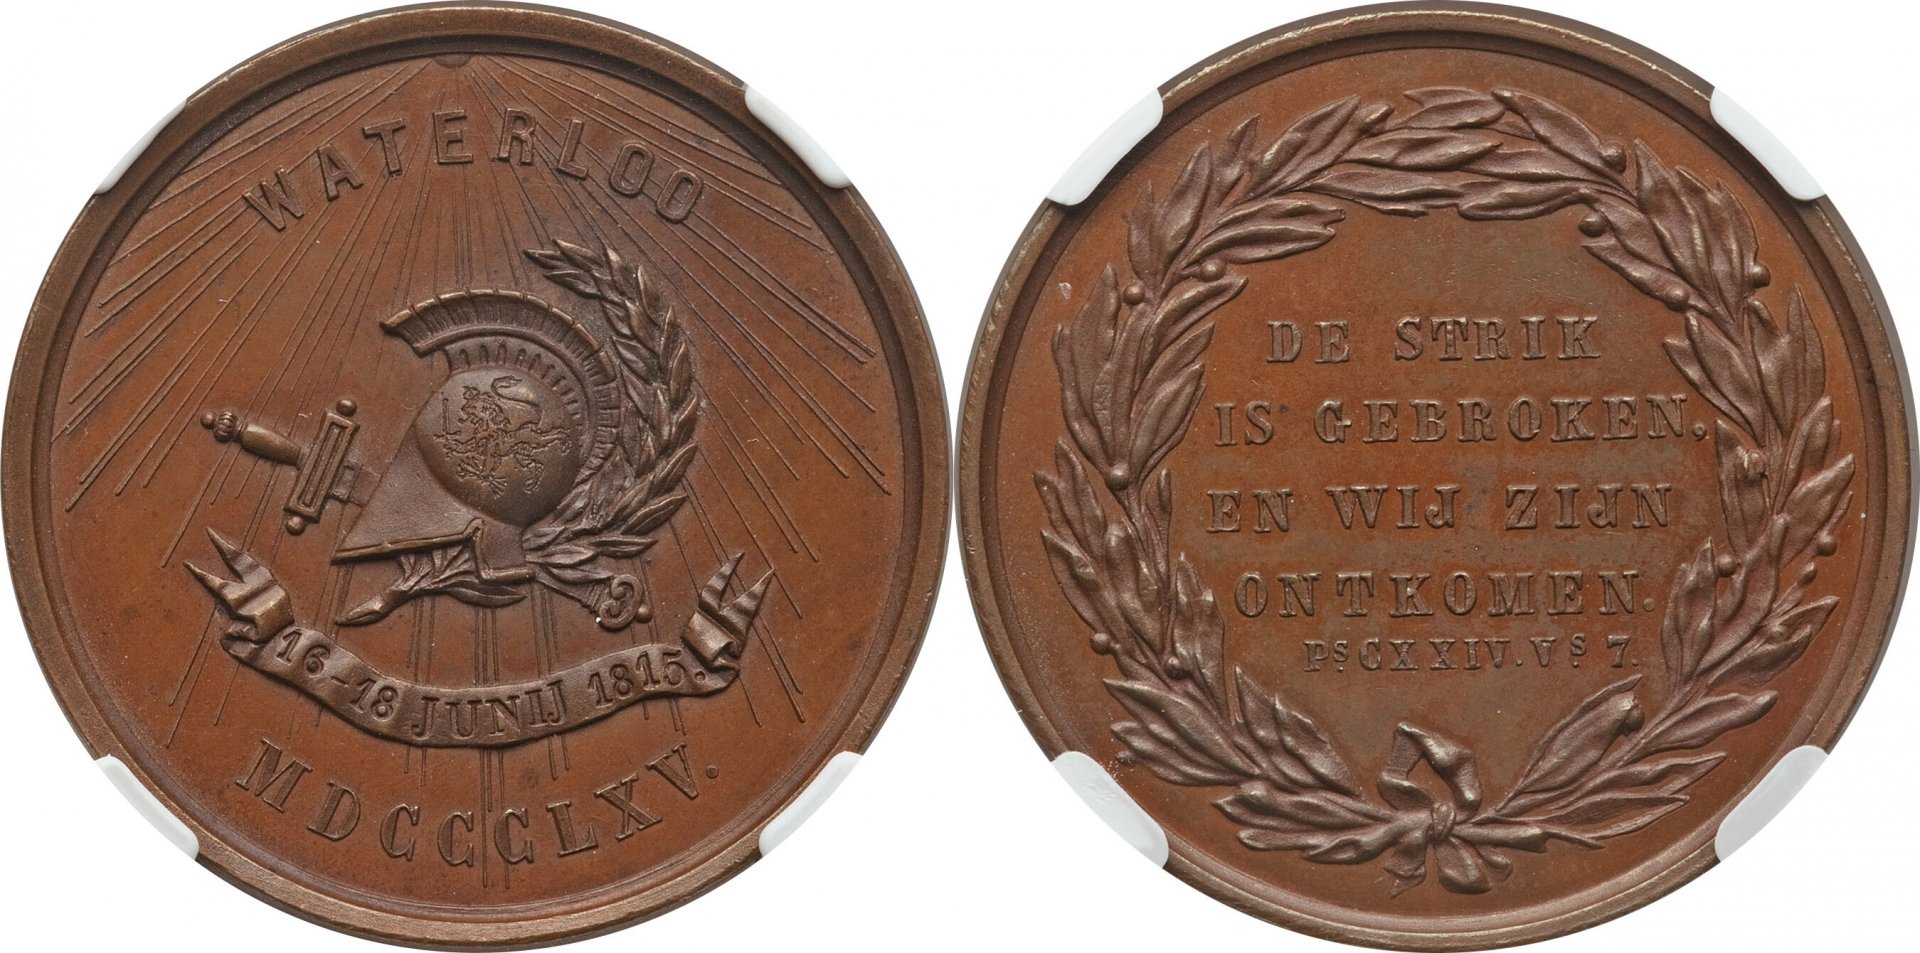 WATERLOO
16-18 JUNIJ 1815.
MDCCCLXV.
DE STRIK
IS GEBROKEN,
EN WIJ ZIJN
ONTKOMEN.
Ps. CXXIV. Vs. 7.